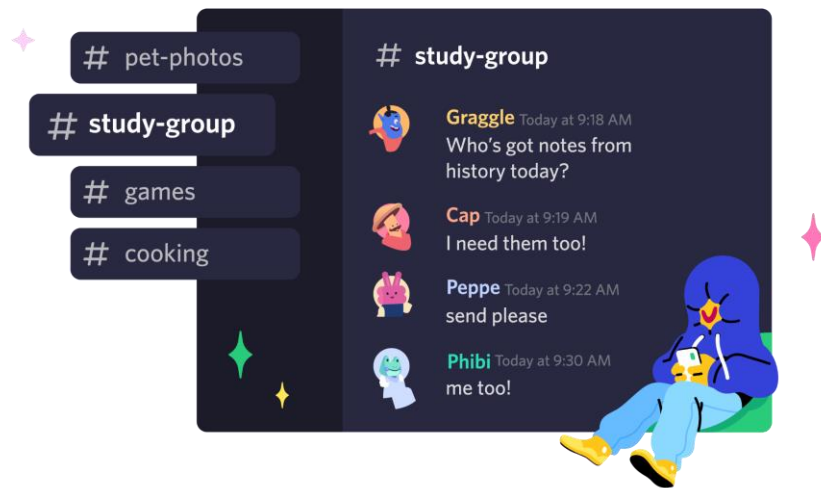 # pet-photos
# study-group
# games
# cooking
# study-group
Graggle Today at 9:18 AM
Who's got notes from
history today?
Cap Today at 9:19 AM
I need them too!
Peppe Today at 9:22 AM
send please
Phibi Today at 9:30 AM
me too!